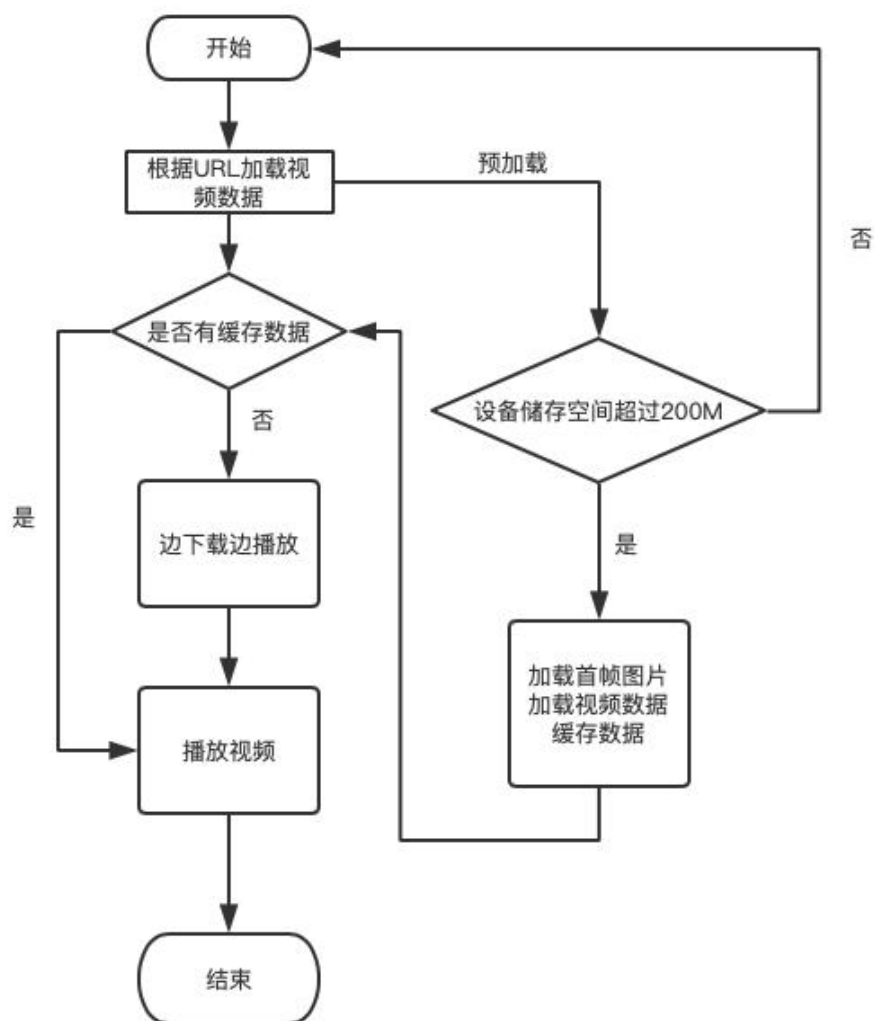 开始
根据URL加载视
频数据
预加载
否
是否有缓存数据
设备储存空间超过200M
否
是
边下载边播放
是
加载首帧图片
加载视频数据
缓存数据
播放视频
结束